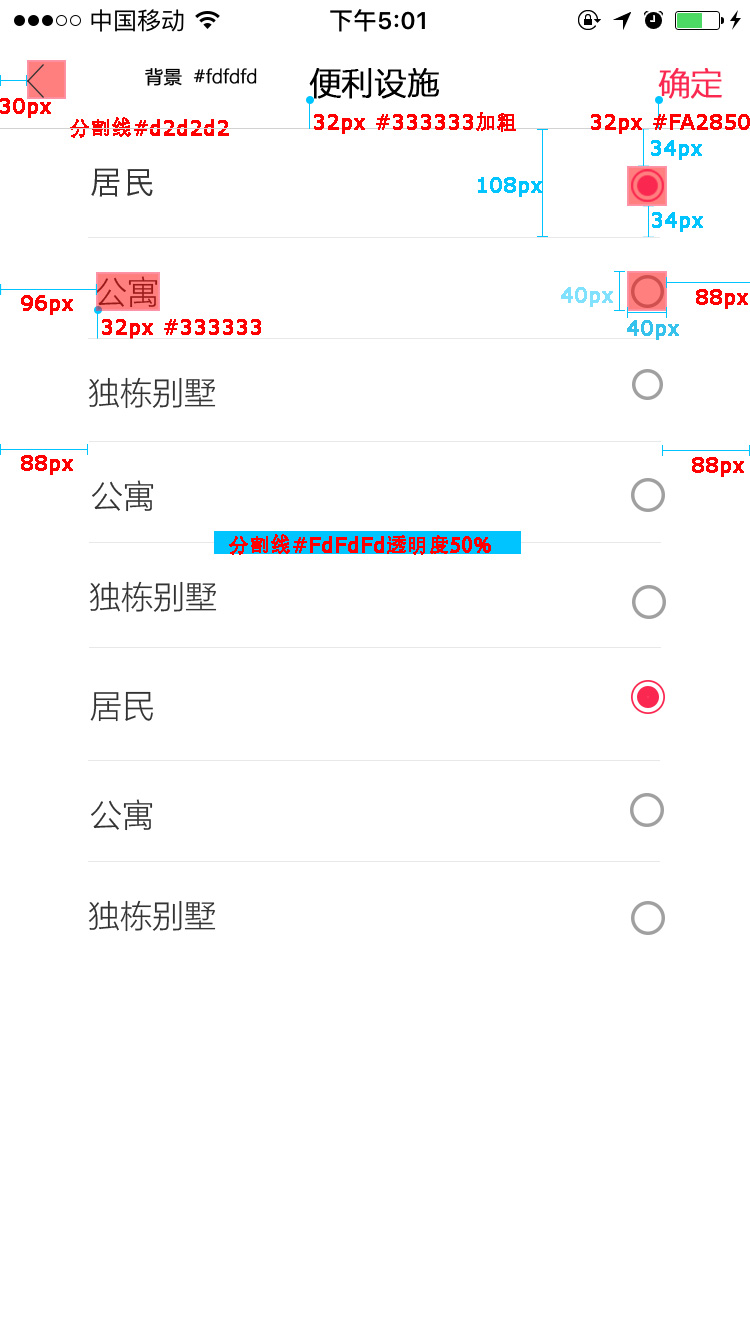 中国移动 下午5:01
背景 #fdfdfd 便利设施 确定
30px
分割线#d2d2d2 32px #333333加粗 32px #FA2850
34px
居民 108px
34px
公寓 40px 88px
96px
32px #333333 40px
独栋别墅
88px 88px
公寓
分割线#FdFdFd透明度50%
独栋别墅
居民
公寓
独栋别墅